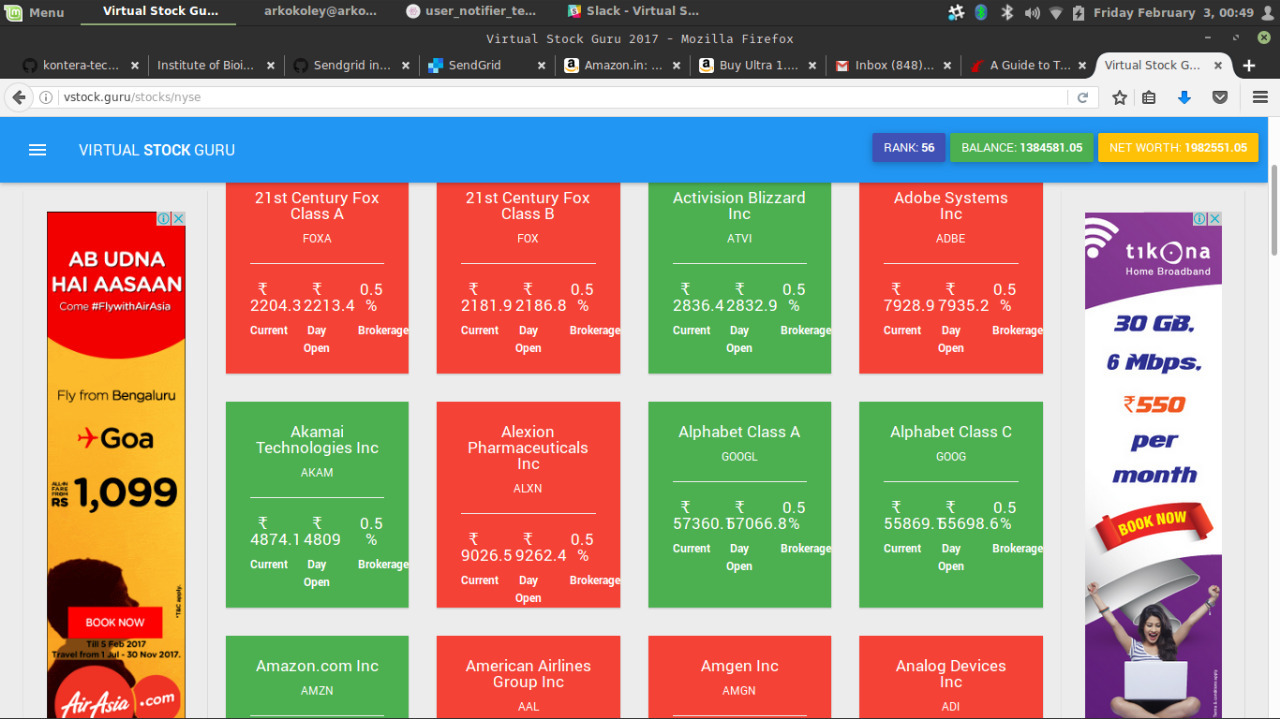 Menu
Virtual Stock Gu...
arkokoley@arko...
user_notifier_te...
Slack - Virtual S...
Friday February 3, 00:49
Virtual Stock Guru 2017 - Mozilla Firefox
kontera-tec...
Institute of Bioi...
Sendgrid in...
SendGrid
Amazon.in: ...
Buy Ultra 1....
Inbox (848)...
A Guide to T...
Virtual Stock G...
vstock.guru/stocks/nyse
VIRTUAL STOCK GURU
RANK: 56
BALANCE: 1384581.05
NET WORTH: 1982551.05
AB UDNA
HAI AASAAN
Come #FlywithAirAsia
Fly from Bengaluru
Goa
ALL-IN
FARE
FROM
RS 1,099
BOOK NOW
Till 5 Feb 2017
Travel from 1 Jul - 30 Nov 2017.
*T&C apply.
AirAsia.com
21st Century Fox
Class A
FOXA
₹ 2204.3
₹ 2213.4
0.5
%
Current
Day
Open
Brokerage
21st Century Fox
Class B
FOX
₹ 2181.9
₹ 2186.8
0.5
%
Current
Day
Open
Brokerage
Activision Blizzard
Inc
ATVI
₹ 2836.4
₹ 2832.9
0.5
%
Current
Day
Open
Brokerage
Adobe Systems
Inc
ADBE
₹ 7928.9
₹ 7935.2
0.5
%
Current
Day
Open
Brokerage
Akamai
Technologies Inc
AKAM
₹ 4874.1
₹ 4809
0.5
%
Current
Day
Open
Brokerage
Alexion
Pharmaceuticals
Inc
ALXN
₹ 9026.5
₹ 9262.4
0.5
%
Current
Day
Open
Brokerage
Alphabet Class A
GOOGL
₹ 57360.1
₹ 57066.8
0.5
%
Current
Day
Open
Brokerage
Alphabet Class C
GOOG
₹ 55869.1
₹ 55698.6
0.5
%
Current
Day
Open
Brokerage
Amazon.com Inc
AMZN
American Airlines
Group Inc
AAL
Amgen Inc
AMGN
Analog Devices
Inc
ADI
tikona
Home Broadband
30 GB.
6 Mbps.
₹550
per
month
BOOK NOW